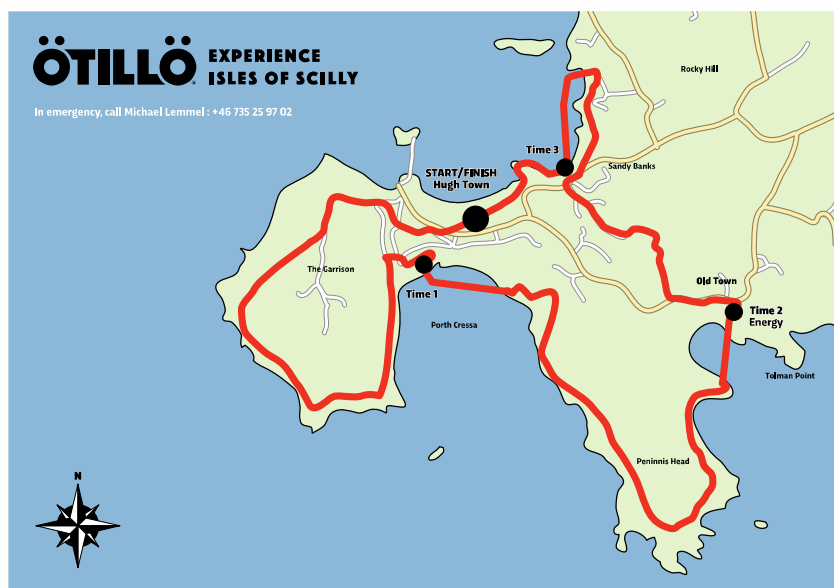 ÖTILLÖ EXPERIENCE
ISLES OF SCILLY
In emergency, call Michael Lemmel : +46 735 25 97 02
Rocky Hill
Time 3
Sandy Banks
START/FINISH
Hugh Town
The Garrison
Old Town
Time 1
Time 2
Energy
Porth Cressa
Tolman Point
Peninnis Head
N